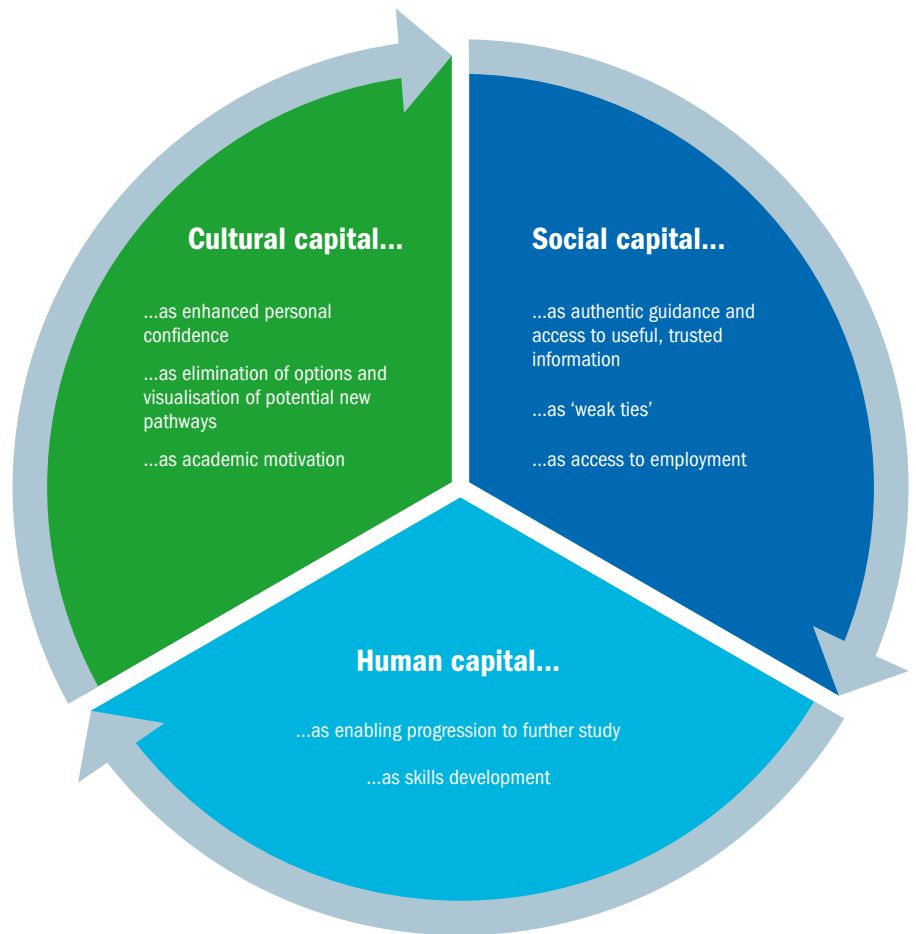 Cultural capital...
...as enhanced personal
confidence
...as elimination of options and
visualisation of potential new
pathways
...as academic motivation
Social capital...
...as authentic guidance and
access to useful, trusted
information
...as ‘weak ties’
...as access to employment
Human capital...
...as enabling progression to further study
...as skills development